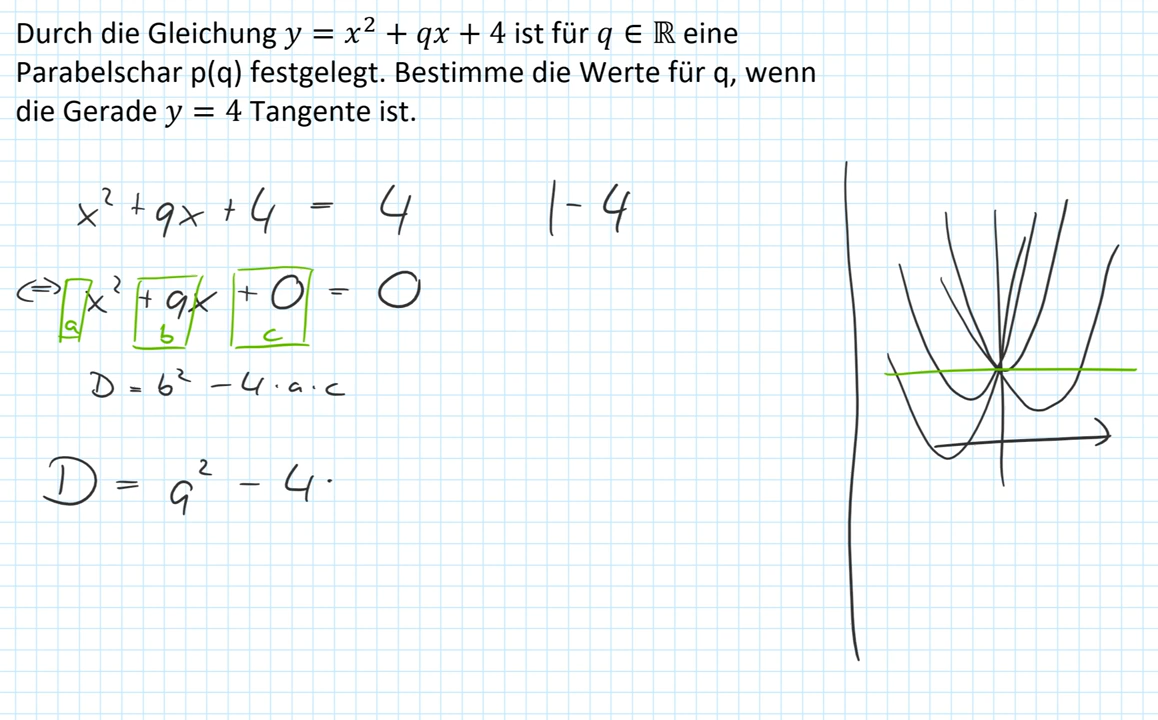 Durch die Gleichung y = x² + qx + 4 ist für q ∈ ℝ eine
Parabelschar p(q) festgelegt. Bestimme die Werte für q, wenn
die Gerade y = 4 Tangente ist.
x² + qx + 4 = 4 | - 4
⇔ x² + qx + 0 = 0
a b c
D = b² - 4 · a · c
D = q² - 4 ·